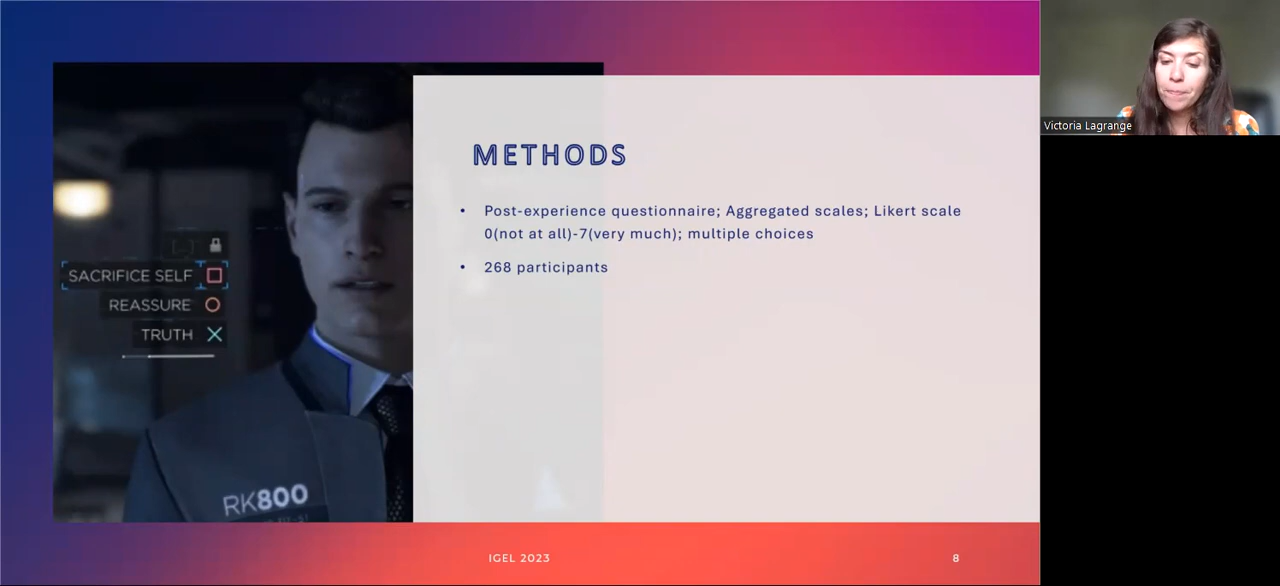 METHODS
• Post-experience questionnaire; Aggregated scales; Likert scale
0(not at all)-7(very much); multiple choices
• 268 participants
SACRIFICE SELF
REASSURE
TRUTH
RK800
IGEL 2023
8
Victoria Lagrange